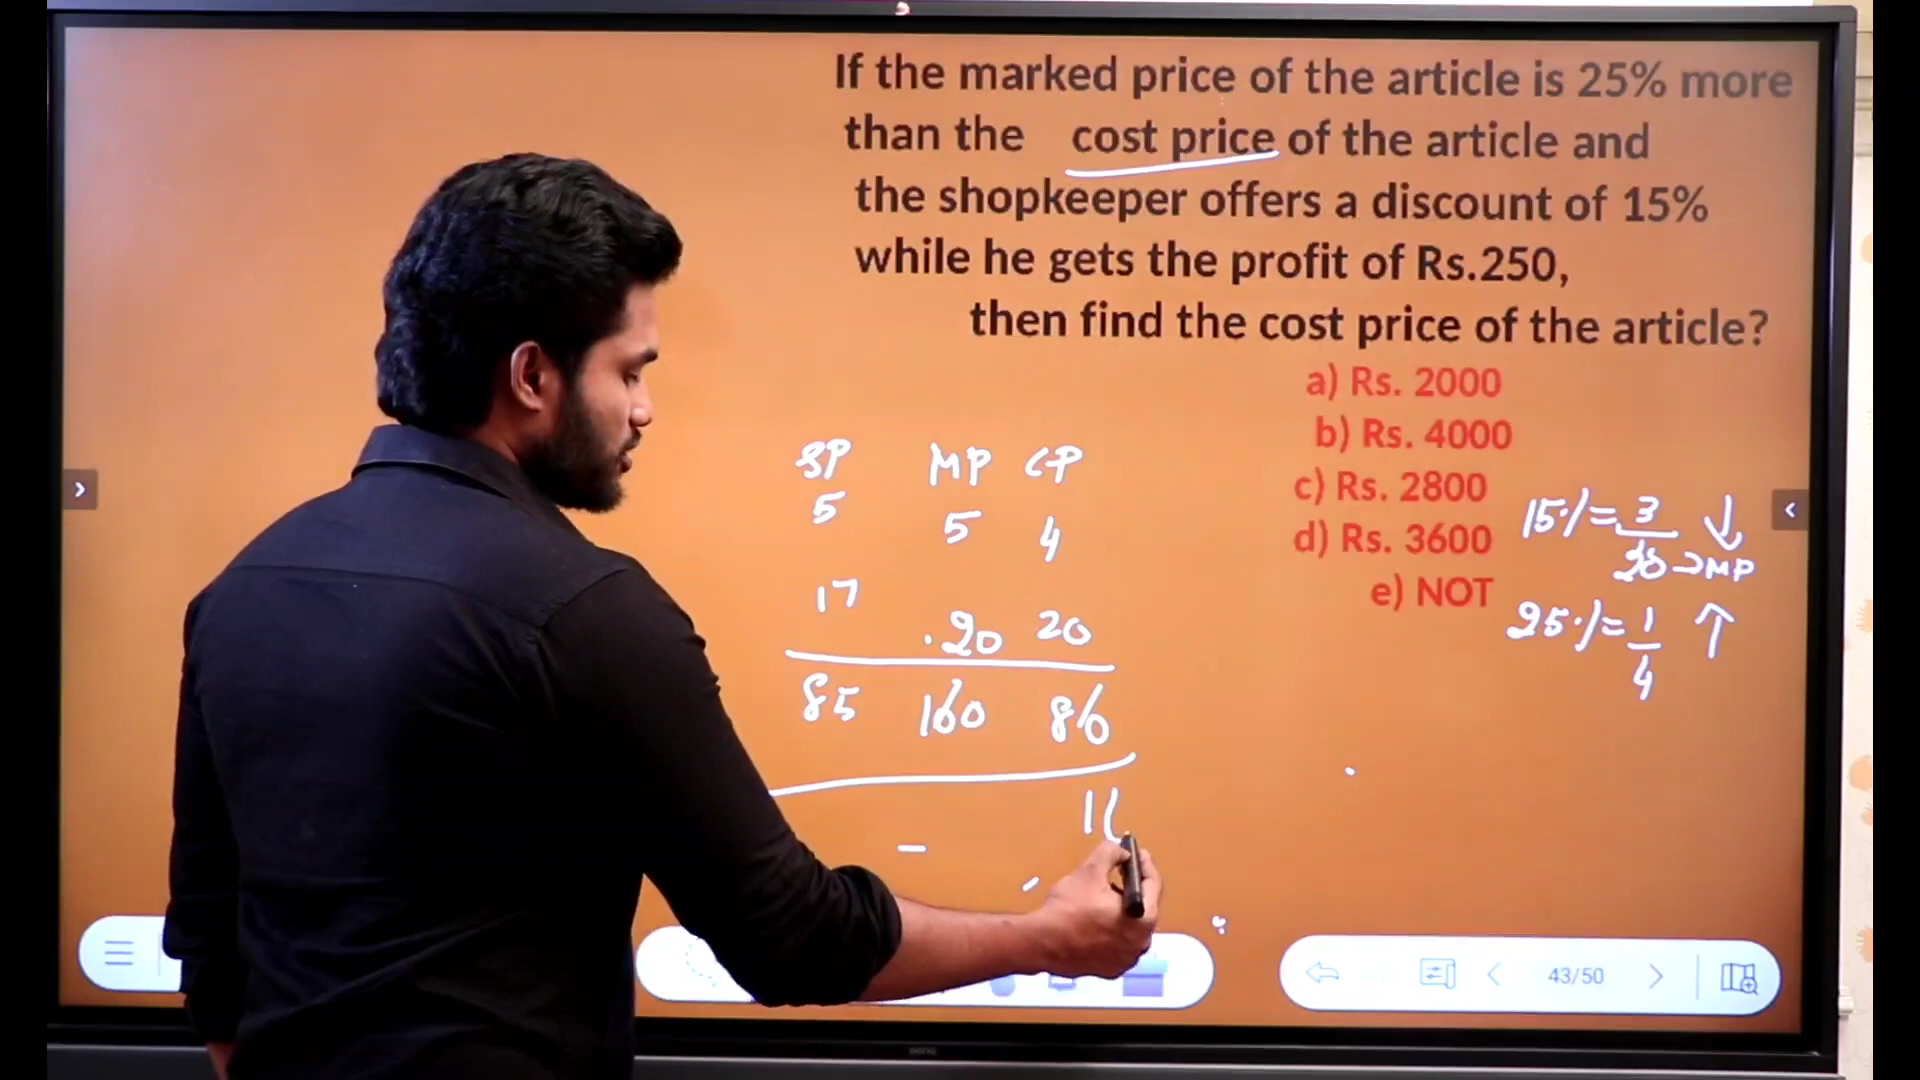 If the marked price of the article is 25% more
than the cost price of the article and
the shopkeeper offers a discount of 15%
while he gets the profit of Rs.250,
then find the cost price of the article?
a) Rs. 2000
b) Rs. 4000
c) Rs. 2800
d) Rs. 3600
e) NOT
SP MP CP
5 5 4
17 20 20
85 100 80
15% = 3/20 → MP ↓
25% = 1/4 ↑
43/50